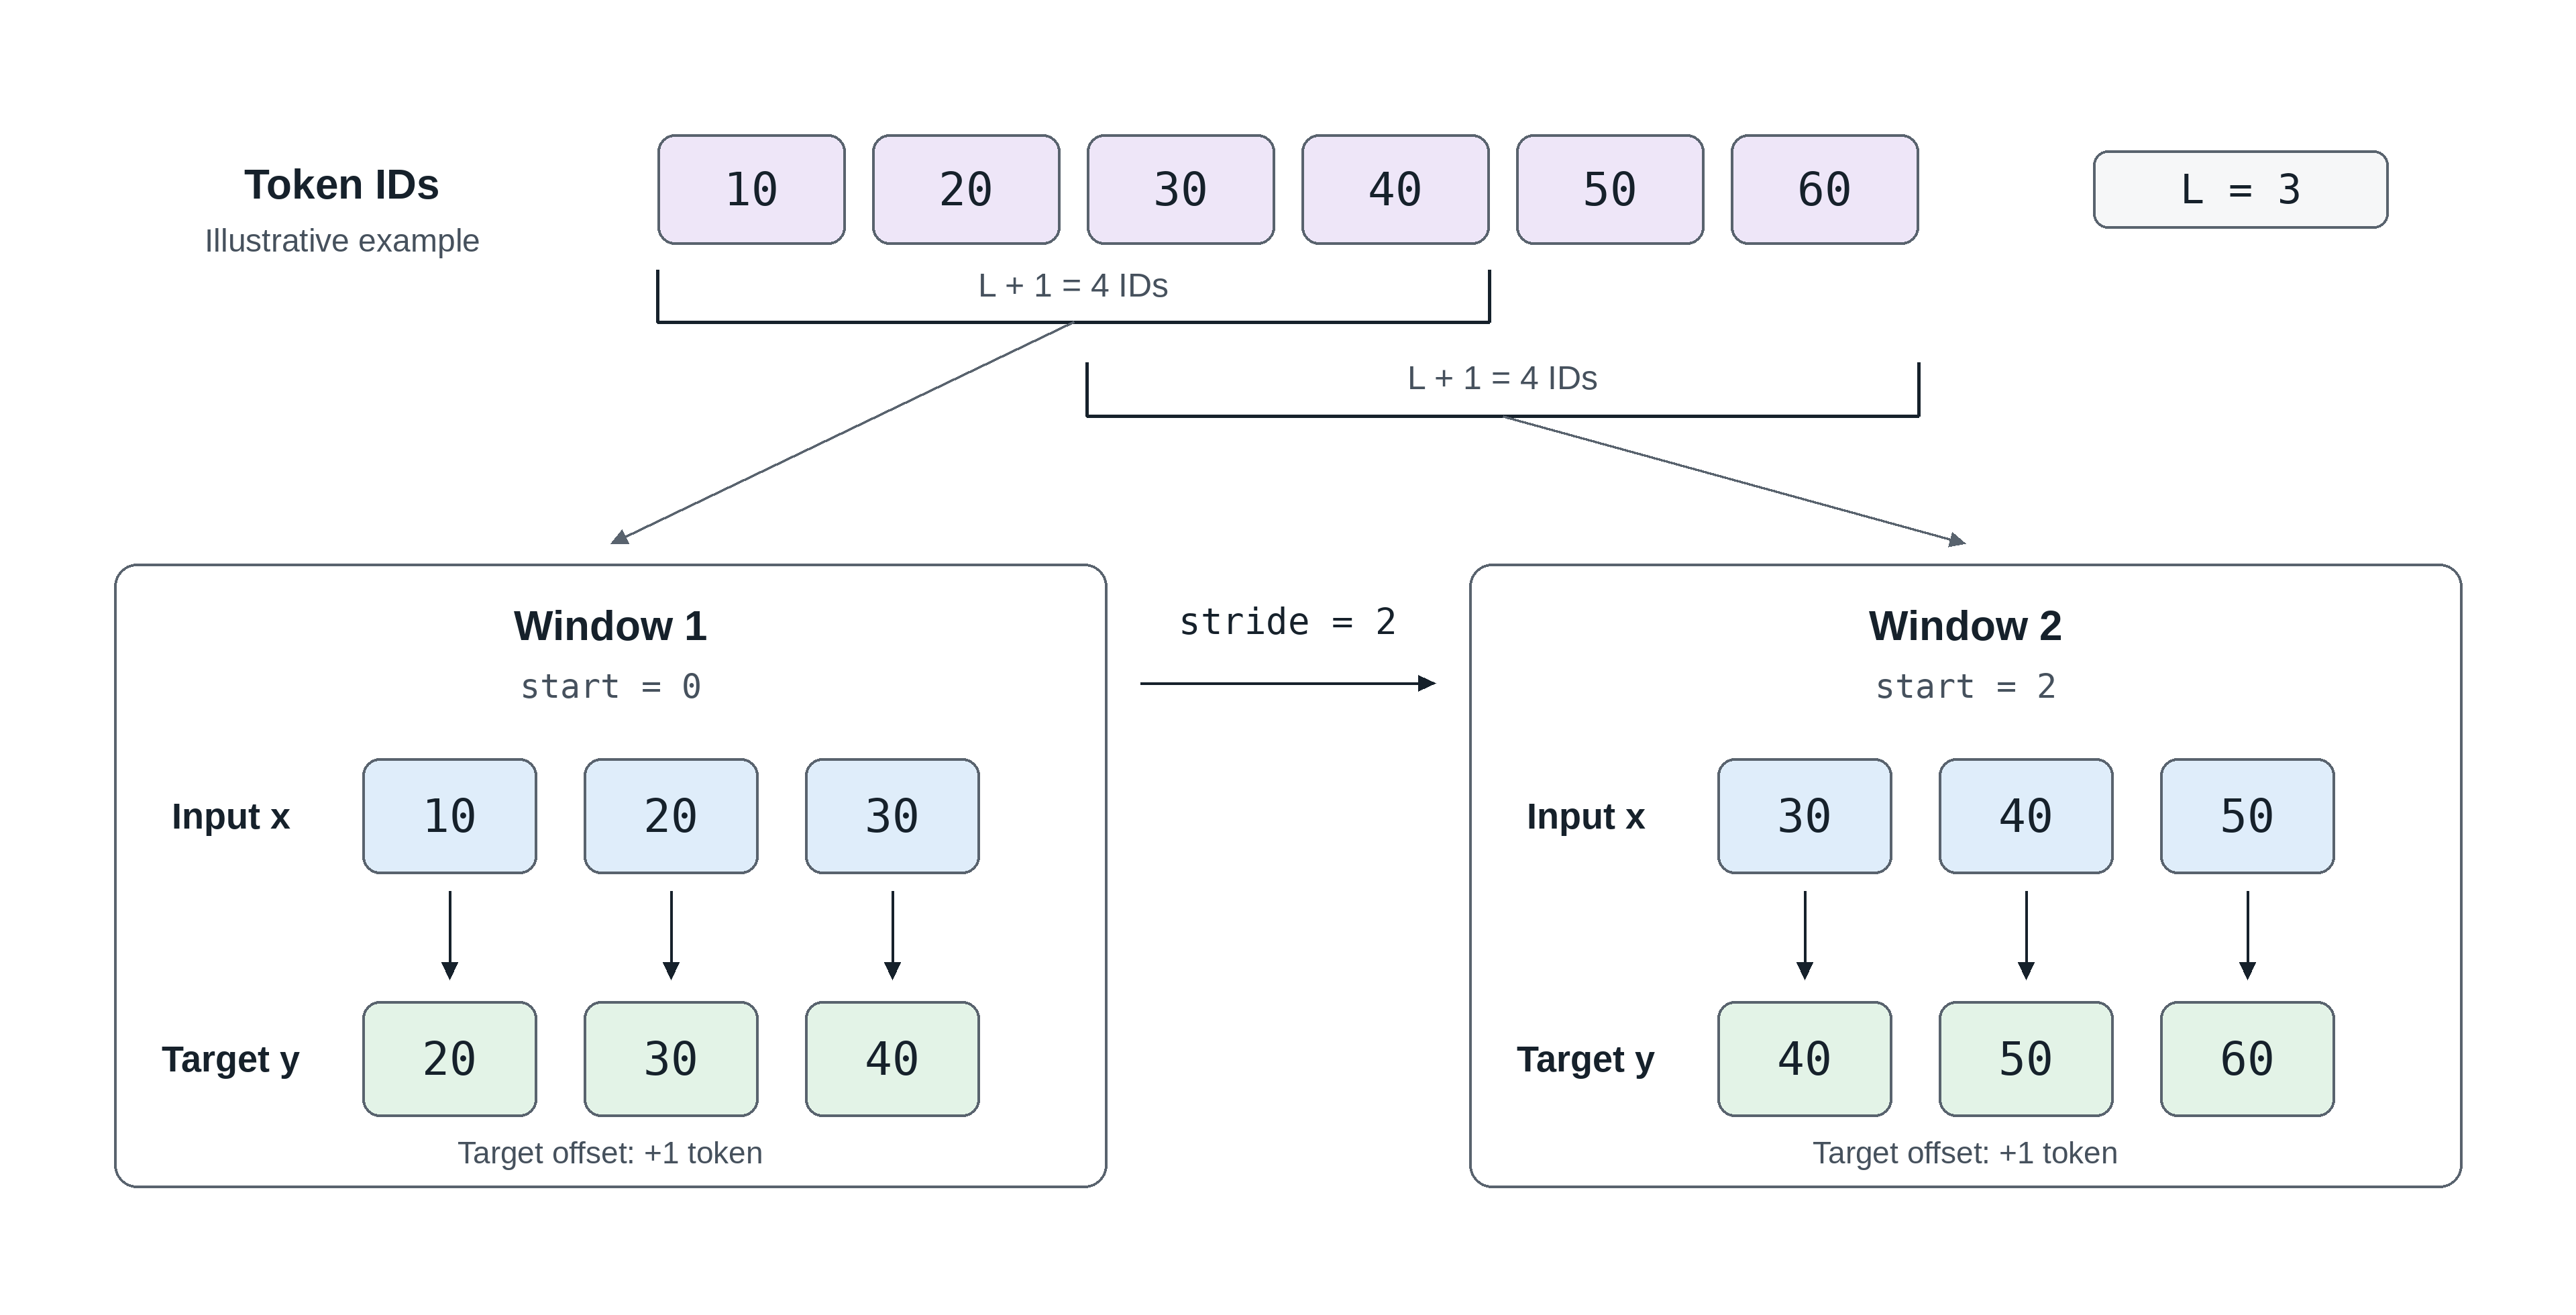 Token IDs
Illustrative example
10 20 30 40 50 60
L = 3
L + 1 = 4 IDs
L + 1 = 4 IDs
Window 1
start = 0
Input x 10 20 30
Target y 20 30 40
Target offset: +1 token
stride = 2
Window 2
start = 2
Input x 30 40 50
Target y 40 50 60
Target offset: +1 token